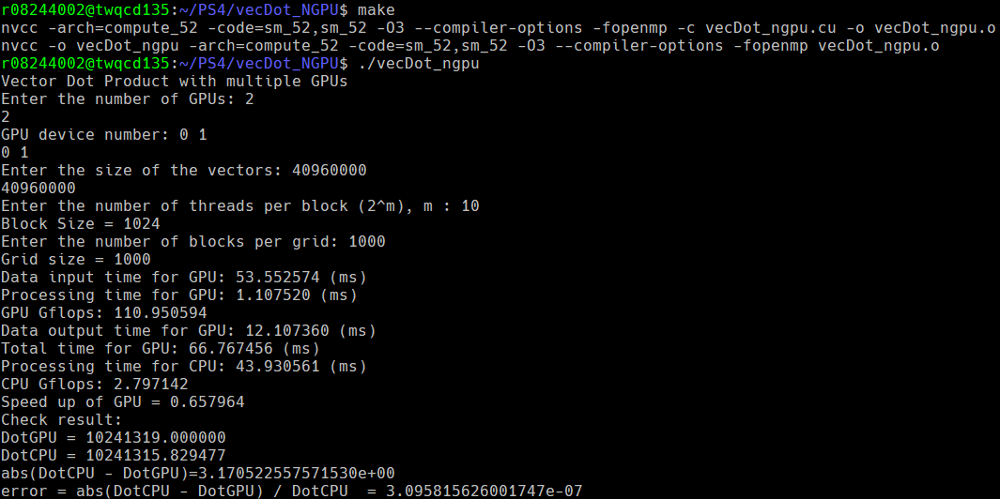 r08244002@twqcd135:~/PS4/vecDot_NGPU$ make
nvcc -arch=compute_52 -code=sm_52,sm_52 -O3 --compiler-options -fopenmp -c vecDot_ngpu.cu -o vecDot_ngpu.o
nvcc -o vecDot_ngpu -arch=compute_52 -code=sm_52,sm_52 -O3 --compiler-options -fopenmp vecDot_ngpu.o
r08244002@twqcd135:~/PS4/vecDot_NGPU$ ./vecDot_ngpu
Vector Dot Product with multiple GPUs
Enter the number of GPUs: 2
2
GPU device number: 0 1
0 1
Enter the size of the vectors: 40960000
40960000
Enter the number of threads per block (2^m), m : 10
Block Size = 1024
Enter the number of blocks per grid: 1000
Grid size = 1000
Data input time for GPU: 53.552574 (ms)
Processing time for GPU: 1.107520 (ms)
GPU Gflops: 110.950594
Data output time for GPU: 12.107360 (ms)
Total time for GPU: 66.767456 (ms)
Processing time for CPU: 43.930561 (ms)
CPU Gflops: 2.797142
Speed up of GPU = 0.657964
Check result:
DotGPU = 10241319.000000
DotCPU = 10241315.829477
abs(DotCPU - DotGPU)=3.170522557571530e+00
error = abs(DotCPU - DotGPU) / DotCPU  = 3.095815626001747e-07